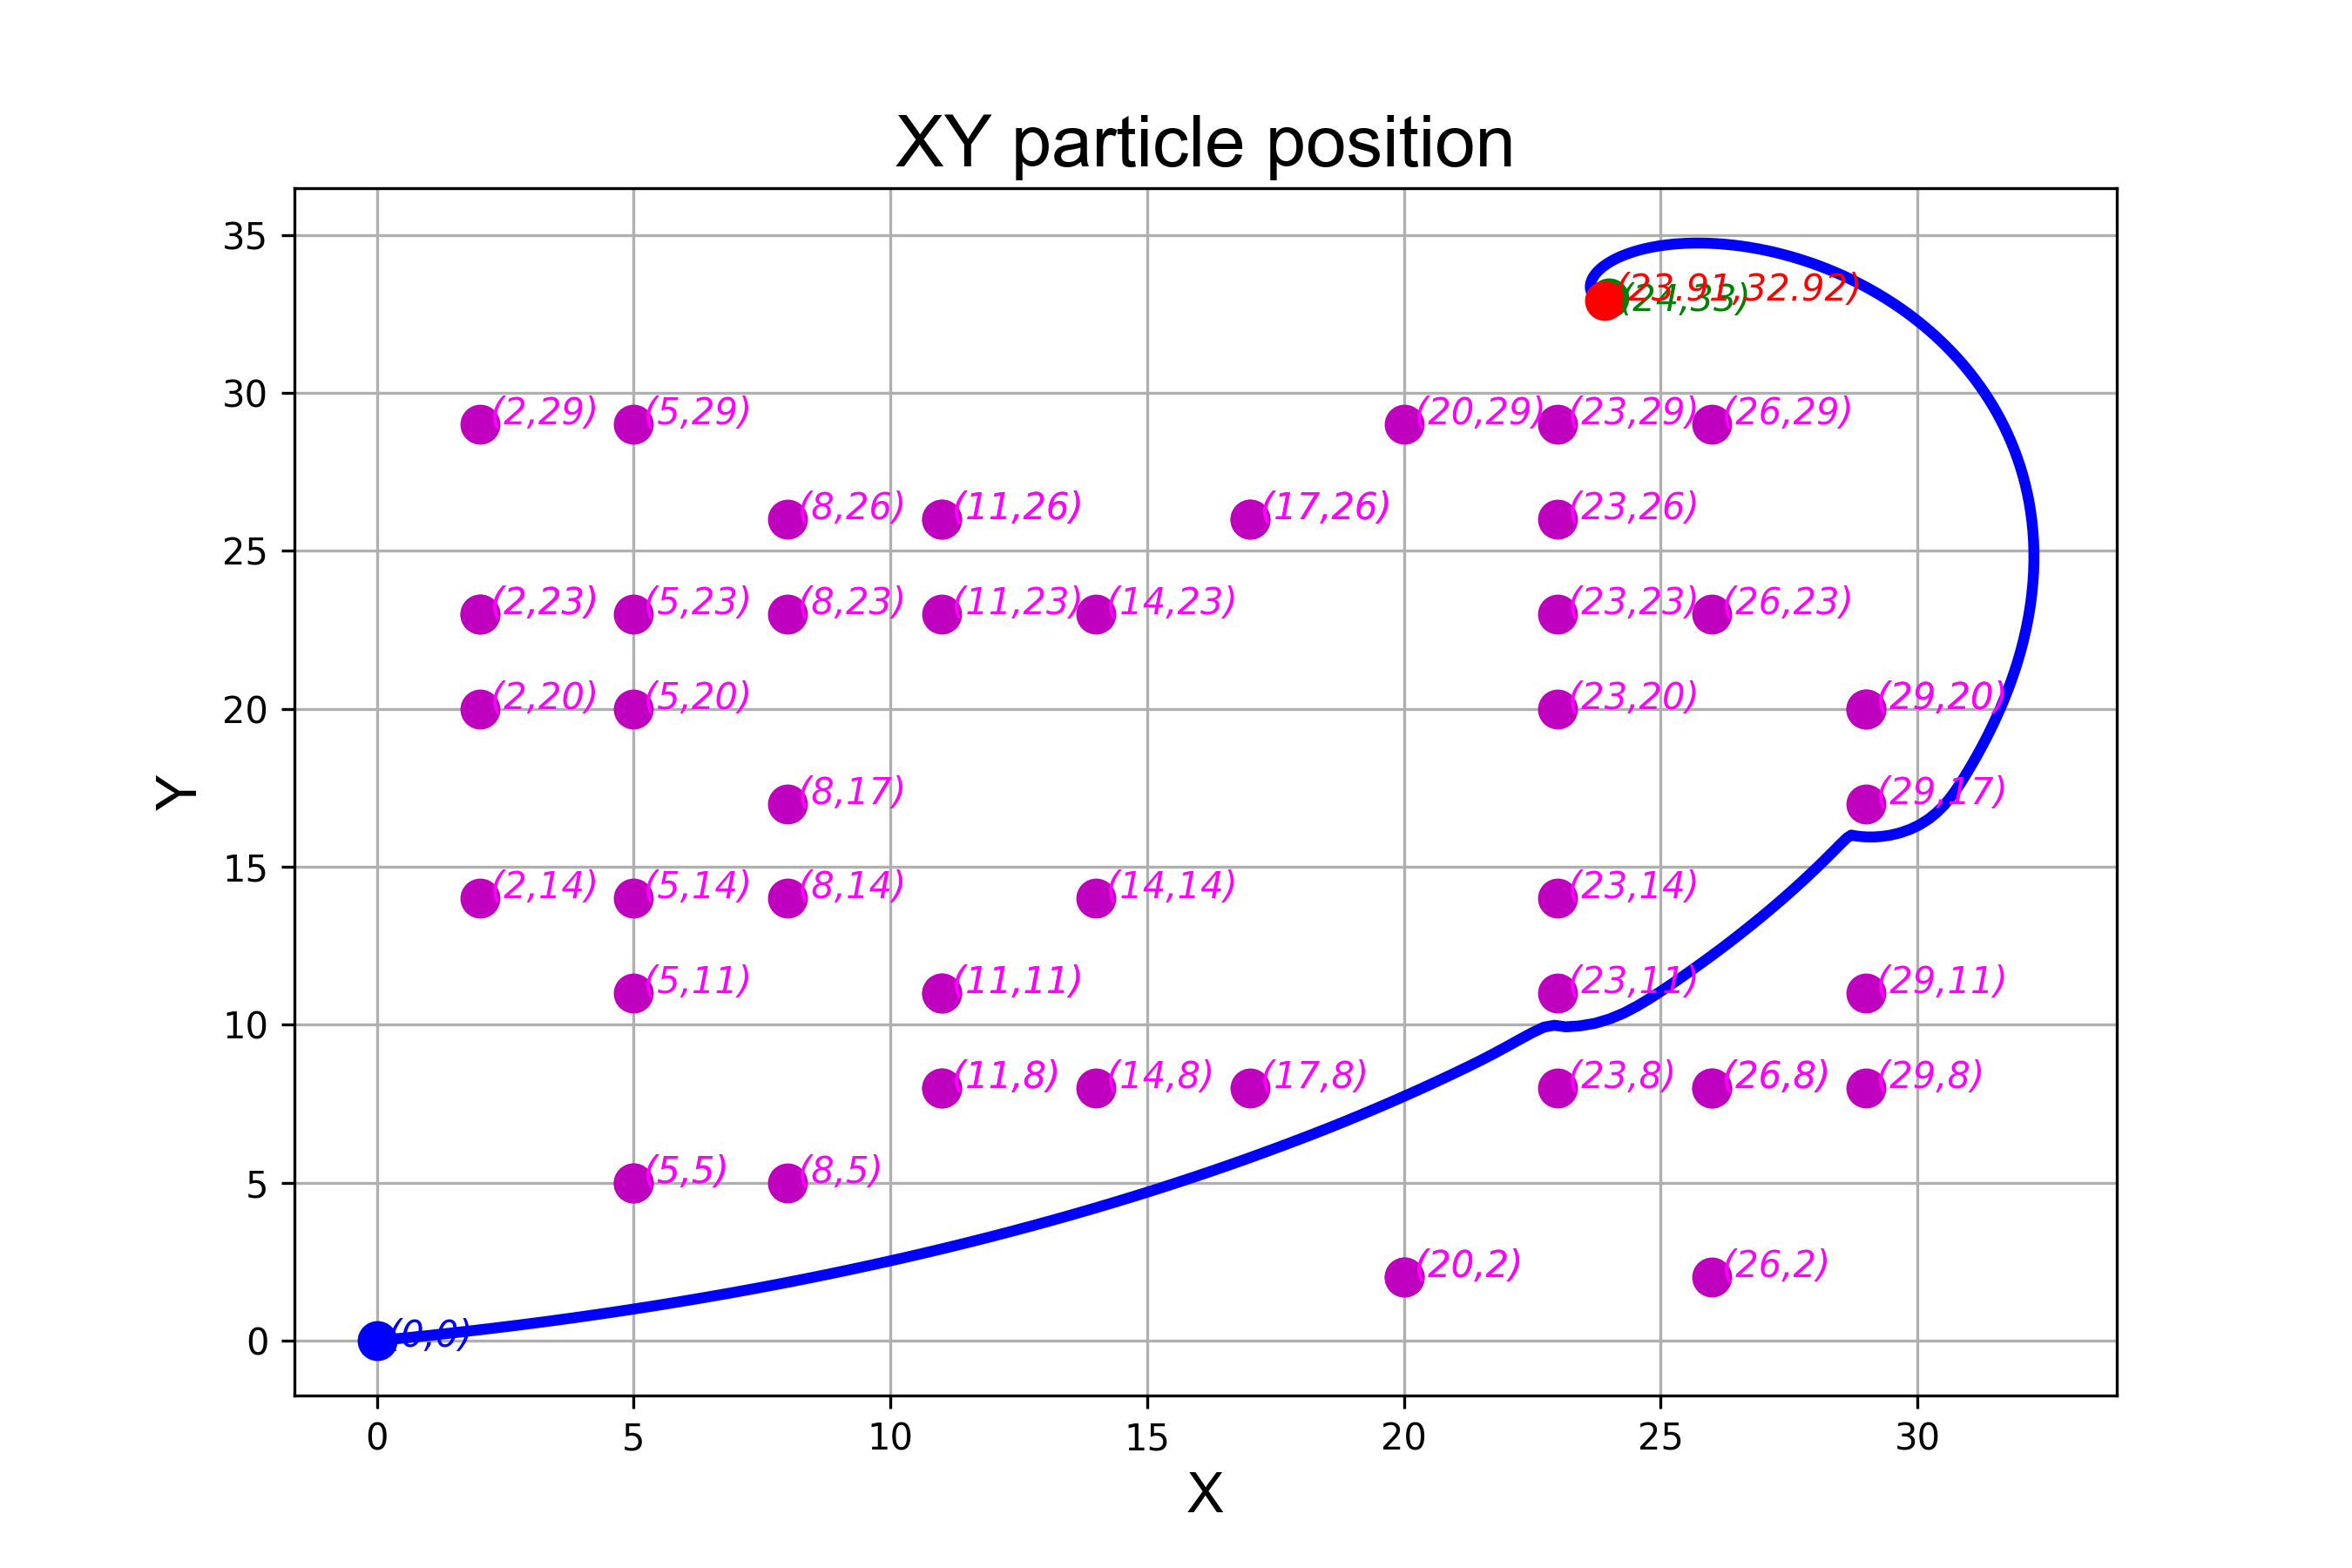 XY particle position
35
(23.91,32.92)
(24,33)
30
(2,29) (5,29) (20,29) (23,29) (26,29)
(8,26) (11,26) (17,26) (23,26)
25
(2,23) (5,23) (8,23) (11,23) (14,23) (23,23) (26,23)
20
(2,20) (5,20) (23,20) (29,20)
(8,17) (29,17)
Y
15
(2,14) (5,14) (8,14) (14,14) (23,14)
(5,11) (11,11) (23,11) (29,11)
10
(11,8) (14,8) (17,8) (23,8) (26,8) (29,8)
5
(5,5) (8,5)
(20,2) (26,2)
0
(0,0)
0 5 10 15 20 25 30
X